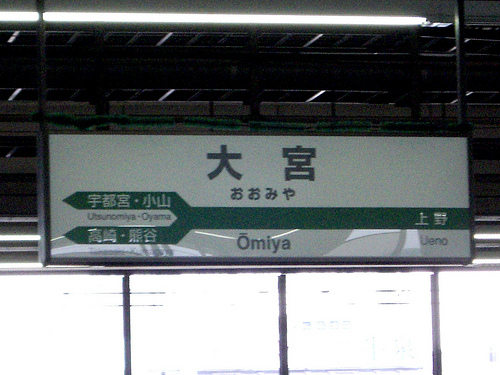 大宮
おおみや
宇都宮・小山
Utsunomiya-Oyama
上野
高崎・熊谷
Ōmiya
Ueno